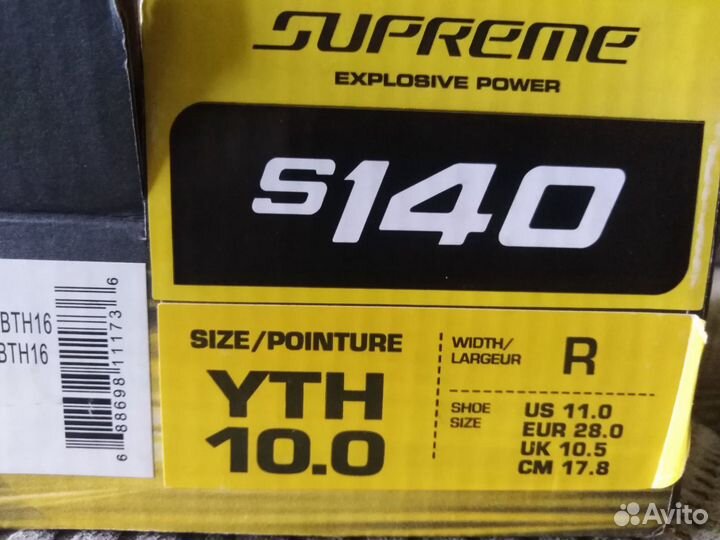 SUPREME
EXPLOSIVE POWER
S140
BTH16
BTH16
6 88698 11173 6
SIZE/POINTURE
YTH
10.0
WIDTH/
LARGEUR
R
SHOE
SIZE
US 11.0
EUR 28.0
UK 10.5
CM 17.8
Avito